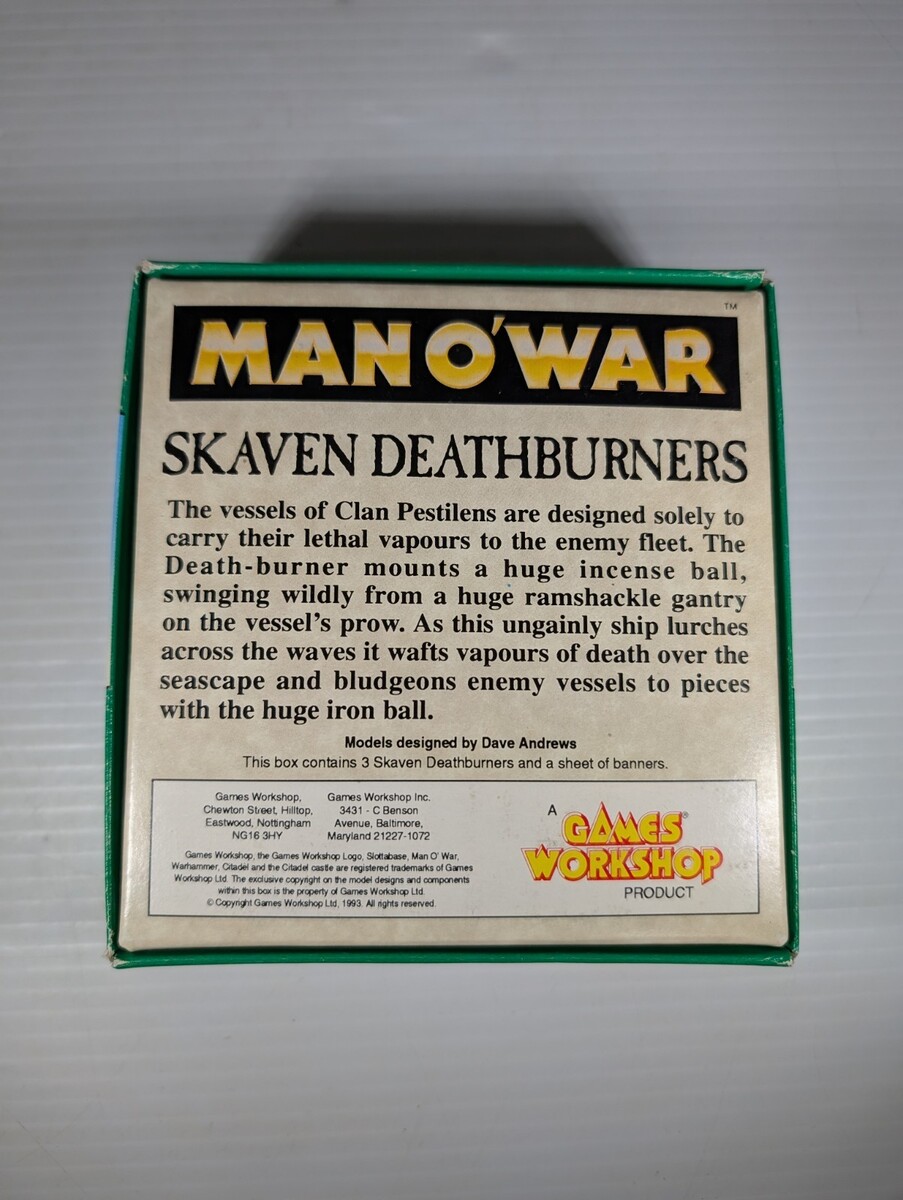 MAN O'WAR
TM
SKAVEN DEATHBURNERS
The vessels of Clan Pestilens are designed solely to
carry their lethal vapours to the enemy fleet. The
Death-burner mounts a huge incense ball,
swinging wildly from a huge ramshackle gantry
on the vessel's prow. As this ungainly ship lurches
across the waves it wafts vapours of death over the
seascape and bludgeons enemy vessels to pieces
with the huge iron ball.
Models designed by Dave Andrews
This box contains 3 Skaven Deathburners and a sheet of banners.
Games Workshop,
Chewton Street, Hilltop,
Eastwood, Nottingham
NG16 3HY
Games Workshop Inc.
3431 - C Benson
Avenue, Baltimore,
Maryland 21227-1072
Games Workshop, the Games Workshop Logo, Slottabase, Man O' War,
Warhammer, Citadel and the Citadel castle are registered trademarks of Games
Workshop Ltd. The exclusive copyright on the model designs and components
within this box is the property of Games Workshop Ltd.
© Copyright Games Workshop Ltd, 1993. All rights reserved.
A
GAMES®
WORKSHOP
PRODUCT